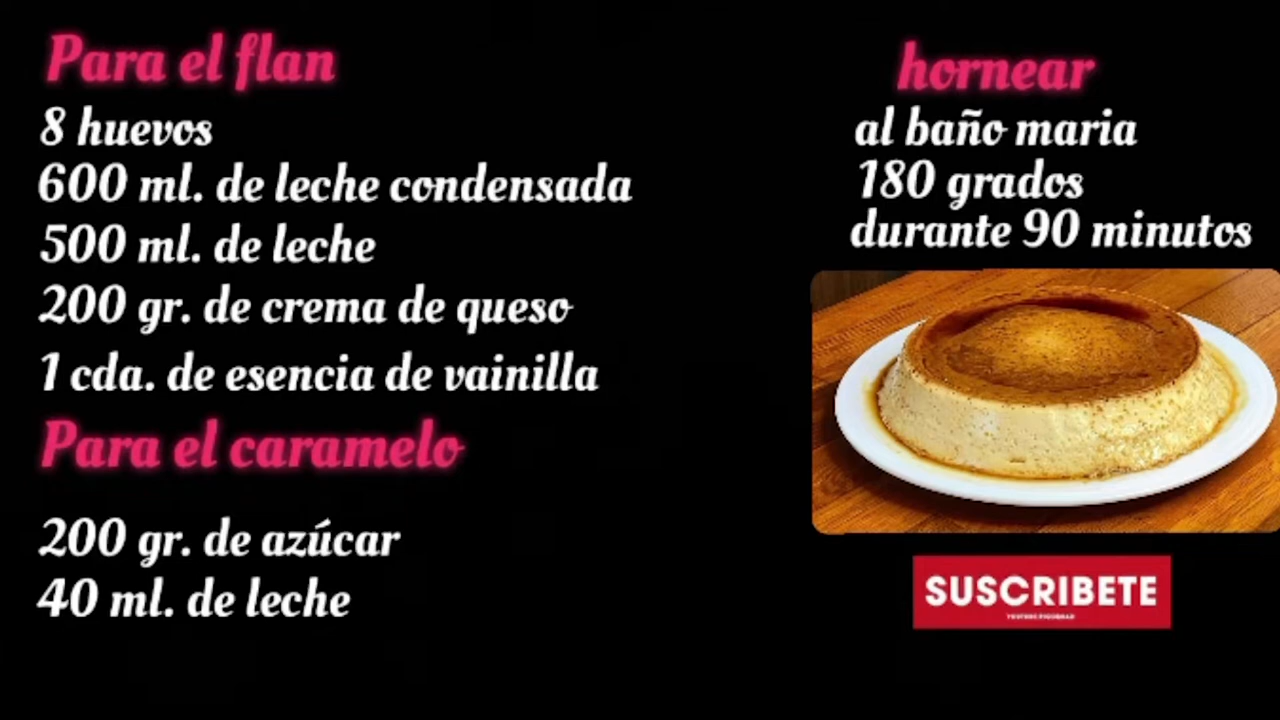 Para el flan
8 huevos
600 ml. de leche condensada
500 ml. de leche
200 gr. de crema de queso
1 cda. de esencia de vainilla
Para el caramelo
200 gr. de azúcar
40 ml. de leche
hornear
al baño maria
180 grados
durante 90 minutos
SUSCRIBETE